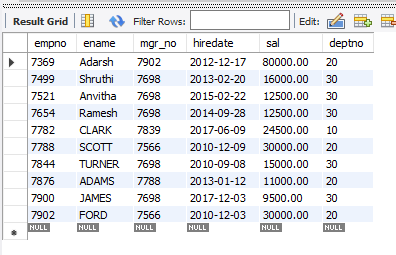 Result Grid Filter Rows: Edit:
empno ename mgr_no hiredate sal deptno
7369 Adarsh 7902 2012-12-17 80000.00 20
7499 Shruthi 7698 2013-02-20 16000.00 30
7521 Anvitha 7698 2015-02-22 12500.00 30
7654 Ramesh 7698 2014-09-28 12500.00 30
7782 CLARK 7839 2017-06-09 24500.00 10
7788 SCOTT 7566 2010-12-09 30000.00 20
7844 TURNER 7698 2010-09-08 15000.00 30
7876 ADAMS 7788 2013-01-12 11000.00 20
7900 JAMES 7698 2017-12-03 9500.00 30
7902 FORD 7566 2010-12-03 30000.00 20
NULL NULL NULL NULL NULL NULL